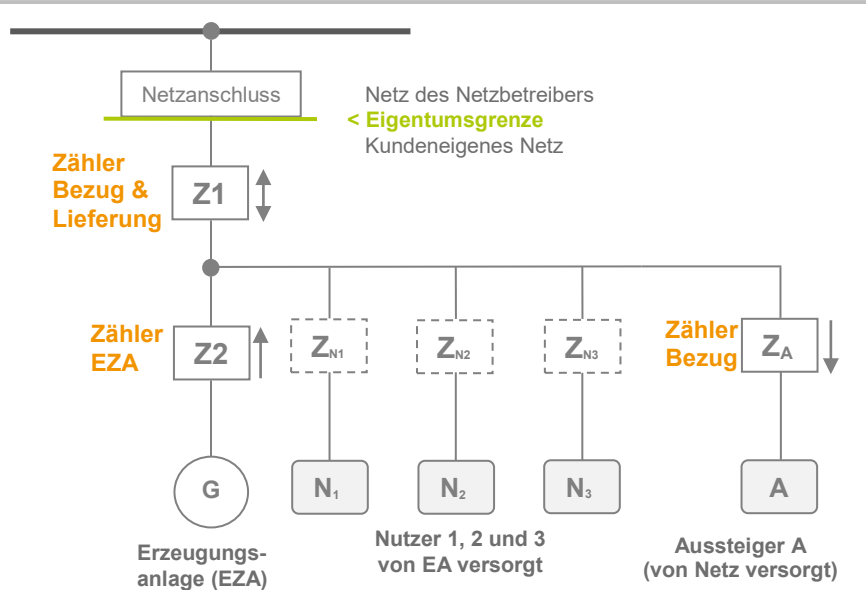 Netzanschluss
Netz des Netzbetreibers
< Eigentumsgrenze
Kundeneigenes Netz
Zähler
Bezug &
Lieferung
Z1
Zähler
EZA
Z2
ZN1
ZN2
ZN3
Zähler
Bezug
ZA
G
N1
N2
N3
A
Erzeugungs-
anlage (EZA)
Nutzer 1, 2 und 3
von EA versorgt
Aussteiger A
(von Netz versorgt)